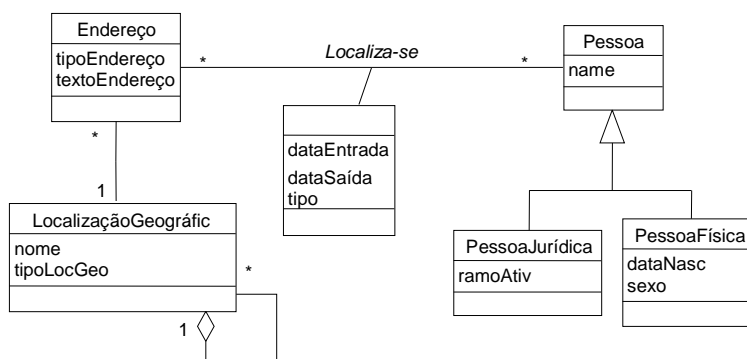 Endereço
tipoEndereço
textoEndereço
*
Localiza-se
*
Pessoa
name
dataEntrada
dataSaída
tipo
*
1
LocalizaçãoGeográfic
nome
tipoLocGeo
*
1
PessoaJurídica
ramoAtiv
PessoaFísica
dataNasc
sexo